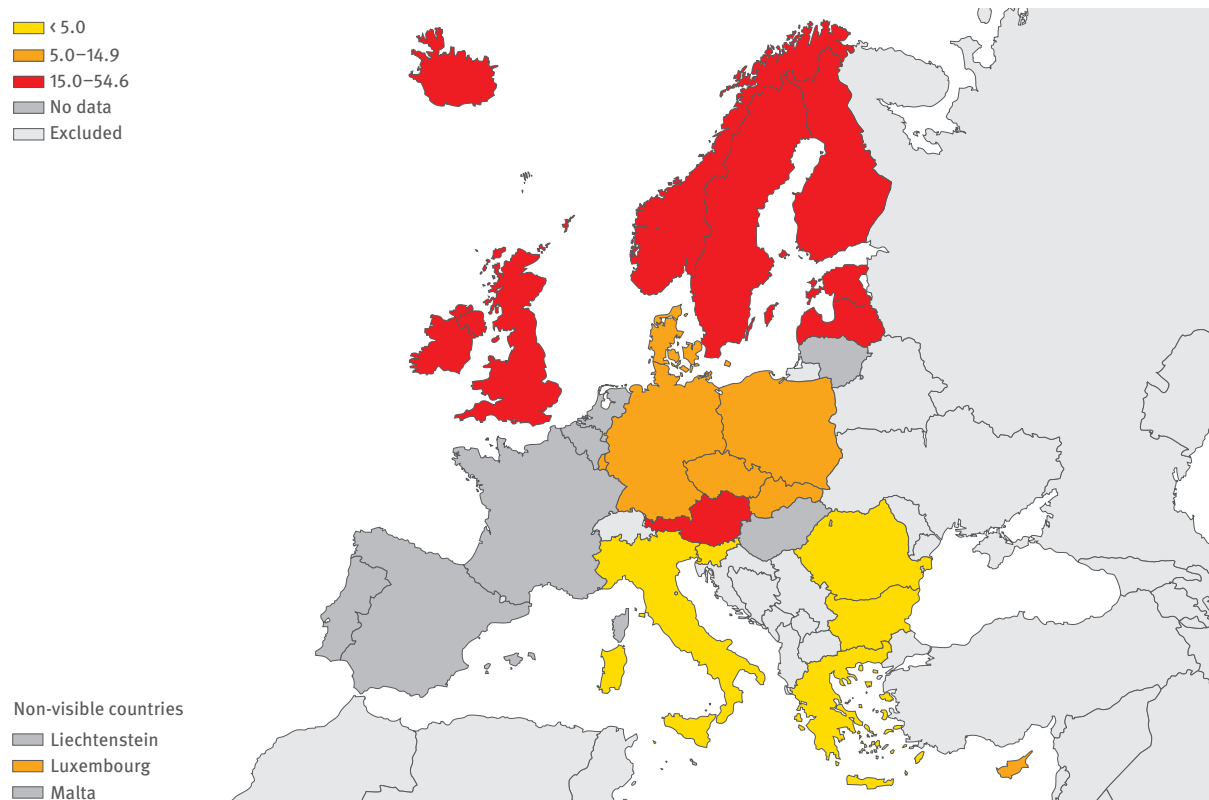 < 5.0
5.0–14.9
15.0–54.6
No data
Excluded
Non-visible countries
Liechtenstein
Luxembourg
Malta